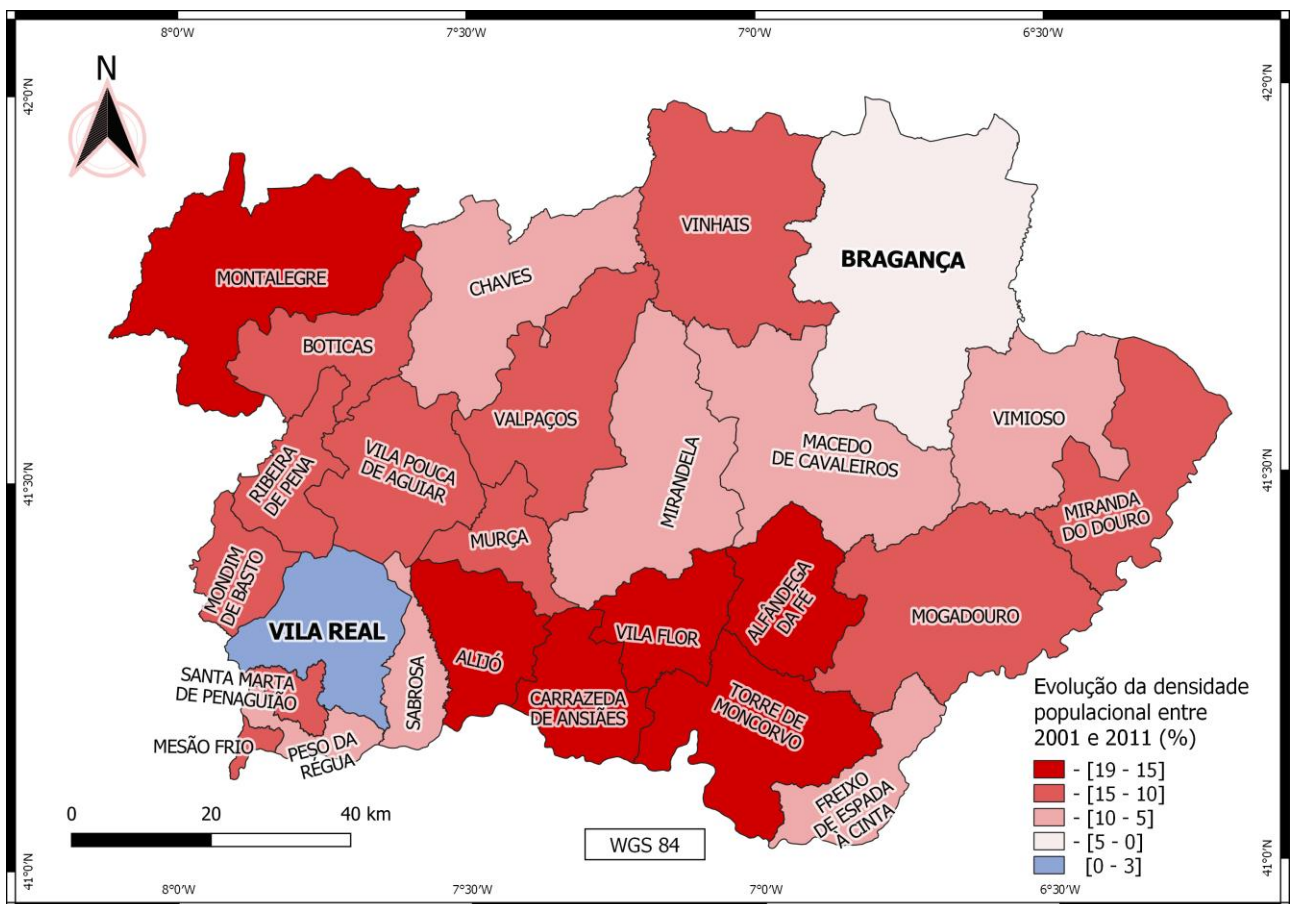 8°0'W 7°30'W 7°0'W 6°30'W
42°0'N
42°0'N
N
VINHAIS
BRAGANÇA
MONTALEGRE
CHAVES
BOTICAS
VALPAÇOS
VIMIOSO
MACEDO
DE CAVALEIROS
MIRANDELA
RIBEIRA
DE PENA
VILA POUCA
DE AGUIAR
41°30'N
41°30'N
MIRANDA
DO DOURO
MURÇA
MONDIM
DE BASTO
ALFÂNDEGA
DA FÉ
MOGADOURO
VILA REAL
VILA FLOR
ALIJÓ
SABROSA
SANTA MARTA
DE PENAGUIÃO
CARRAZEDA
DE ANSIÃES
TORRE DE
MONCORVO
MESÃO FRIO
PESO DA
RÉGUA
FREIXO
DE ESPADA
À CINTA
Evolução da densidade
populacional entre
2001 e 2011 (%)
- [19 - 15]
- [15 - 10]
- [10 - 5]
- [5 - 0]
[0 - 3]
0 20 40 km
WGS 84
41°0'N
41°0'N
8°0'W 7°30'W 7°0'W 6°30'W